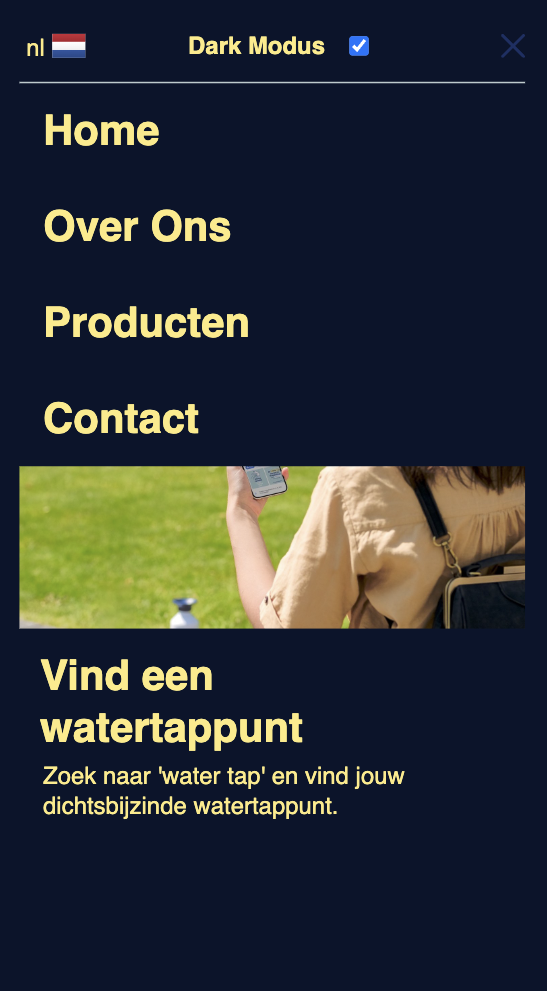 nl
Dark Modus
Home
Over Ons
Producten
Contact
Vind een
watertappunt
Zoek naar 'water tap' en vind jouw
dichtsbijzinde watertappunt.